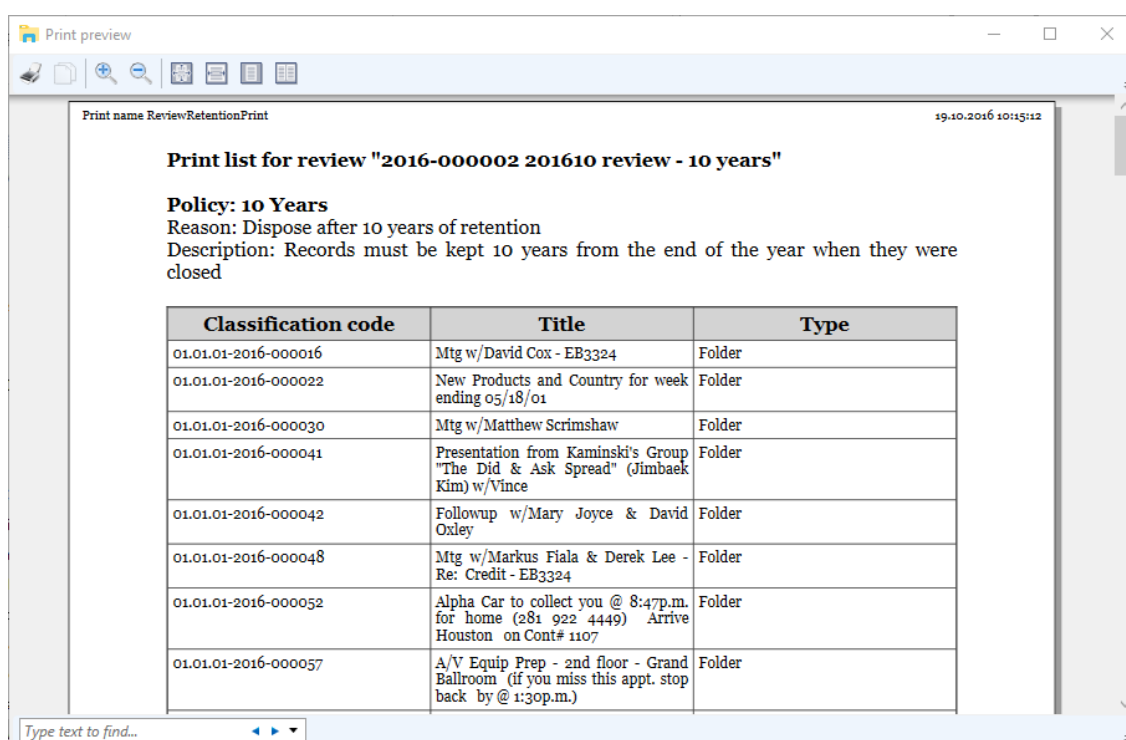 Print preview
Print name ReviewRetentionPrint 19.10.2016 10:15:12
Print list for review "2016-000002 201610 review - 10 years"
Policy: 10 Years
Reason: Dispose after 10 years of retention
Description: Records must be kept 10 years from the end of the year when they were
closed
Classification code Title Type
01.01.01-2016-000016 Mtg w/David Cox - EB3324 Folder
01.01.01-2016-000022 New Products and Country for week Folder
ending 05/18/01
01.01.01-2016-000030 Mtg w/Matthew Scrimshaw Folder
01.01.01-2016-000041 Presentation from Kaminski's Group Folder
"The Did & Ask Spread" (Jimbaek
Kim) w/Vince
01.01.01-2016-000042 Followup w/Mary Joyce & David Folder
Oxley
01.01.01-2016-000048 Mtg w/Markus Fiala & Derek Lee - Folder
Re: Credit - EB3324
01.01.01-2016-000052 Alpha Car to collect you @ 8:47p.m. Folder
for home (281 922 4449) Arrive
Houston on Cont# 1107
01.01.01-2016-000057 A/V Equip Prep - 2nd floor - Grand Folder
Ballroom (if you miss this appt. stop
back by @ 1:30p.m.)
Type text to find...